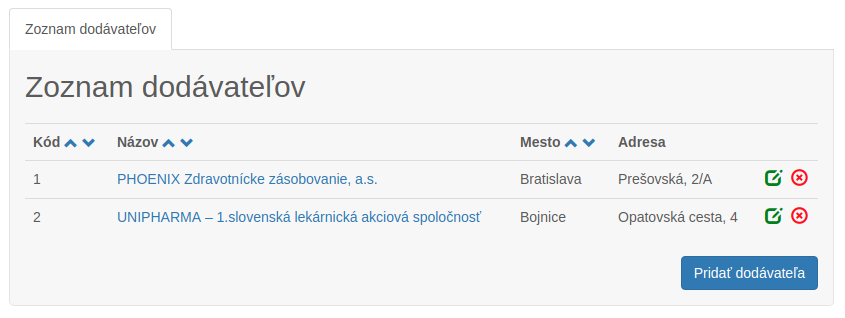 Zoznam dodávateľov
Zoznam dodávateľov
Kód Názov Mesto Adresa
1 PHOENIX Zdravotnícke zásobovanie, a.s. Bratislava Prešovská, 2/A
2 UNIPHARMA – 1.slovenská lekárnická akciová spoločnosť Bojnice Opatovská cesta, 4
Pridať dodávateľa